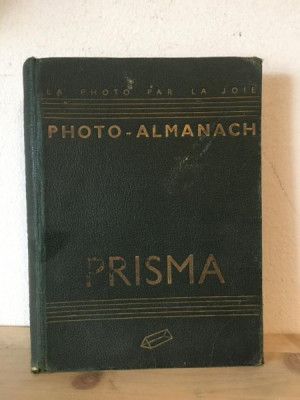 LA PHOTO PAR LA JOIE
PHOTO-ALMANACH
PRISMA